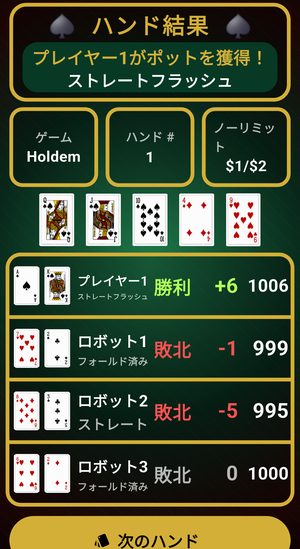 ハンド結果
プレイヤー1がポットを獲得！
ストレートフラッシュ
ゲーム
Holdem
ハンド #
1
ノーリミッ
ト
$1/$2
プレイヤー1
ストレートフラッシュ
勝利
+6
1006
ロボット1
フォールド済み
敗北
-1
999
ロボット2
ストレート
敗北
-5
995
ロボット3
フォールド済み
敗北
0
1000
次のハンド